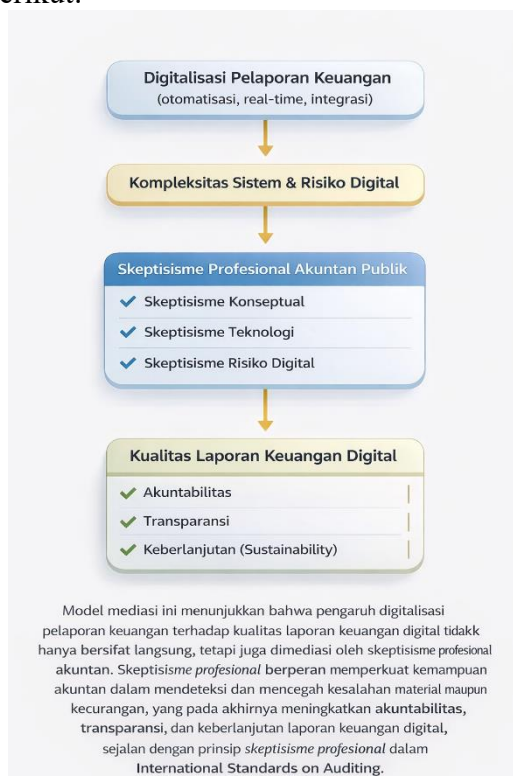 erikut:
Digitalisasi Pelaporan Keuangan
(otomatisasi, real-time, integrasi)
Kompleksitas Sistem & Risiko Digital
Skeptisisme Profesional Akuntan Publik
Skeptisisme Konseptual
Skeptisisme Teknologi
Skeptisisme Risiko Digital
Kualitas Laporan Keuangan Digital
Akuntabilitas
Transparansi
Keberlanjutan (Sustainability)
Model mediasi ini menunjukkan bahwa pengaruh digitalisasi
pelaporan keuangan terhadap kualitas laporan keuangan digital tidakk
hanya bersifat langsung, tetapi juga dimediasi oleh skeptisisme profesional
akuntan. Skeptisisme profesional berperan memperkuat kemampuan
akuntan dalam mendeteksi dan mencegah kesalahan material maupun
kecurangan, yang pada akhirnya meningkatkan akuntabilitas,
transparansi, dan keberlanjutan laporan keuangan digital,
sejalan dengan prinsip skeptisisme profesional dalam
International Standards on Auditing.